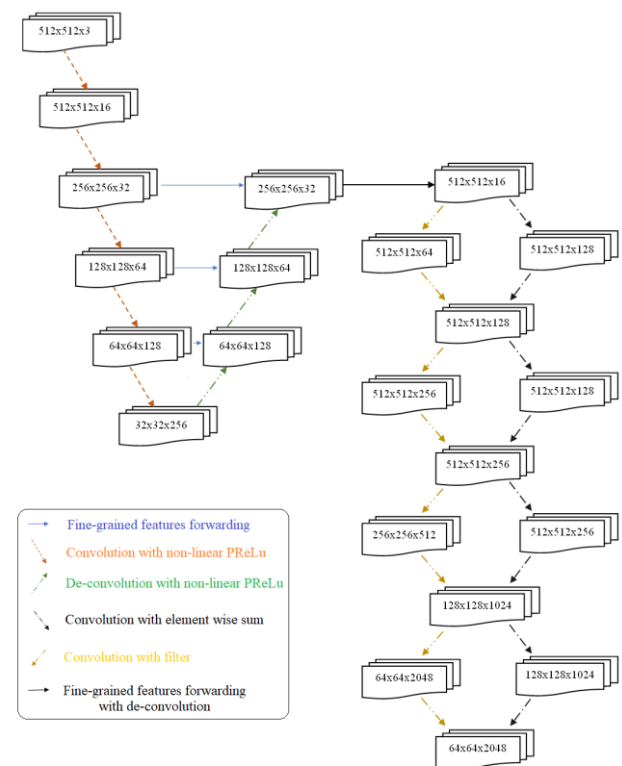 512x512x3
512x512x16
256x256x32
256x256x32
512x512x16
128x128x64
128x128x64
512x512x64
512x512x128
64x64x128
64x64x128
512x512x128
32x32x256
512x512x256
512x512x128
512x512x256
256x256x512
512x512x256
128x128x1024
64x64x2048
128x128x1024
64x64x2048
Fine-grained features forwarding
Convolution with non-linear PReLu
De-convolution with non-linear PReLu
Convolution with element wise sum
Convolution with filter
Fine-grained features forwarding
with de-convolution